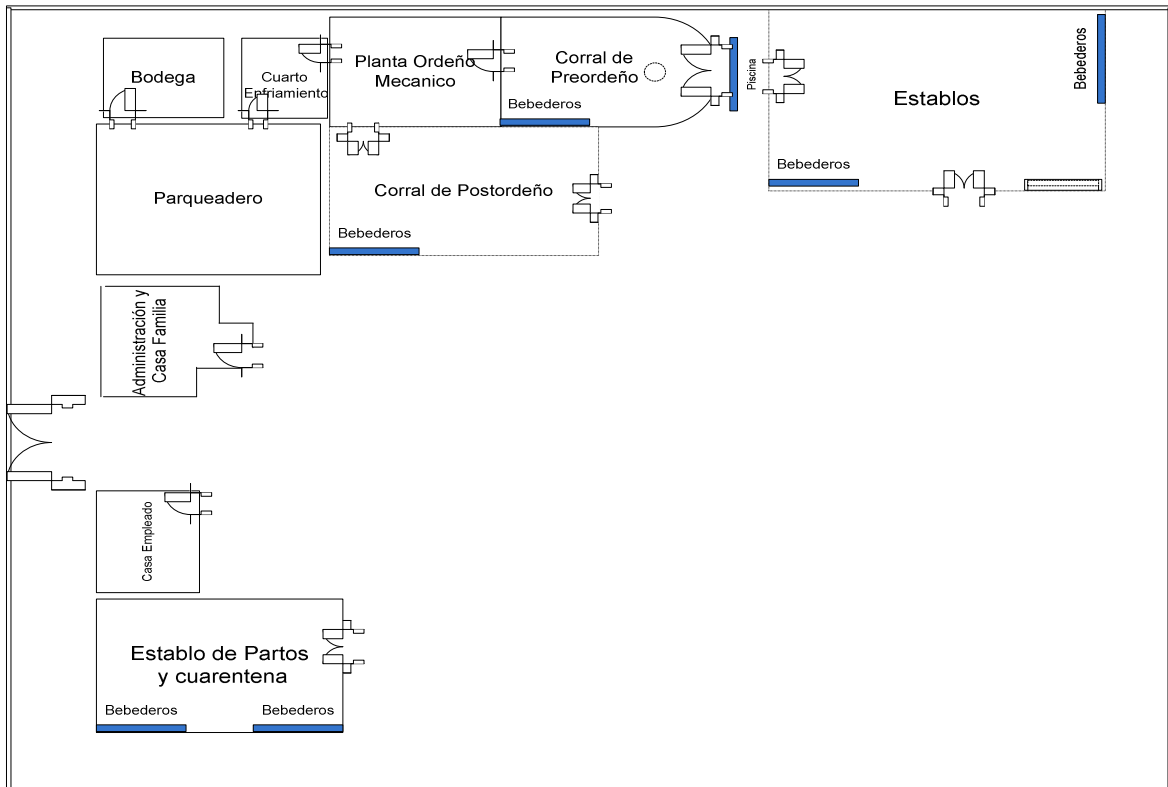 Bodega
Cuarto
Enfriamiento
Planta Ordeño
Mecanico
Corral de
Preordeño
Bebederos
Piscina
Establos
Bebederos
Bebederos
Parqueadero
Corral de Postordeño
Bebederos
Administración y
Casa Familia
Casa Empleado
Establo de Partos
y cuarentena
Bebederos
Bebederos